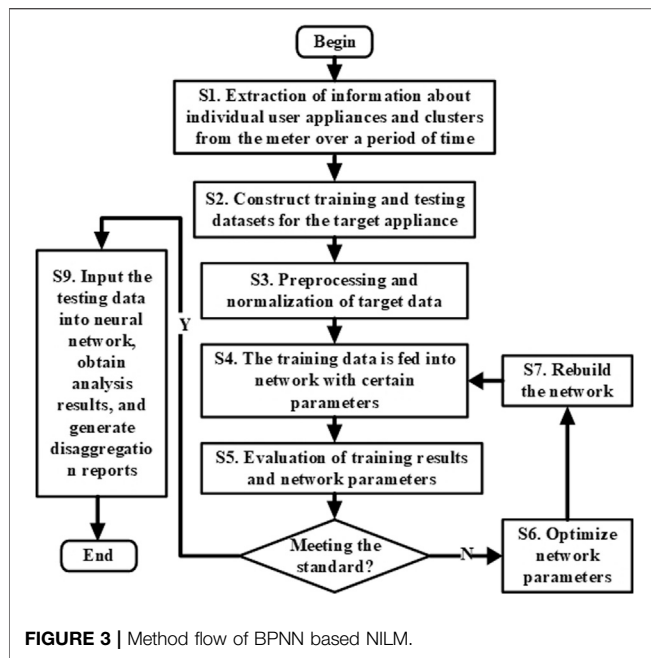 Begin
S1. Extraction of information about
individual user appliances and clusters
from the meter over a period of time
S2. Construct training and testing
datasets for the target appliance
S3. Preprocessing and
normalization of target data
S4. The training data is fed into
network with certain
parameters
S5. Evaluation of training results
and network parameters
Meeting the
standard?
N
S6. Optimize
network
parameters
S7. Rebuild
the network
Y
S9. Input the
testing data
into neural
network,
obtain
analysis
results, and
generate
disaggregatio
n reports
End
FIGURE 3 | Method flow of BPNN based NILM.